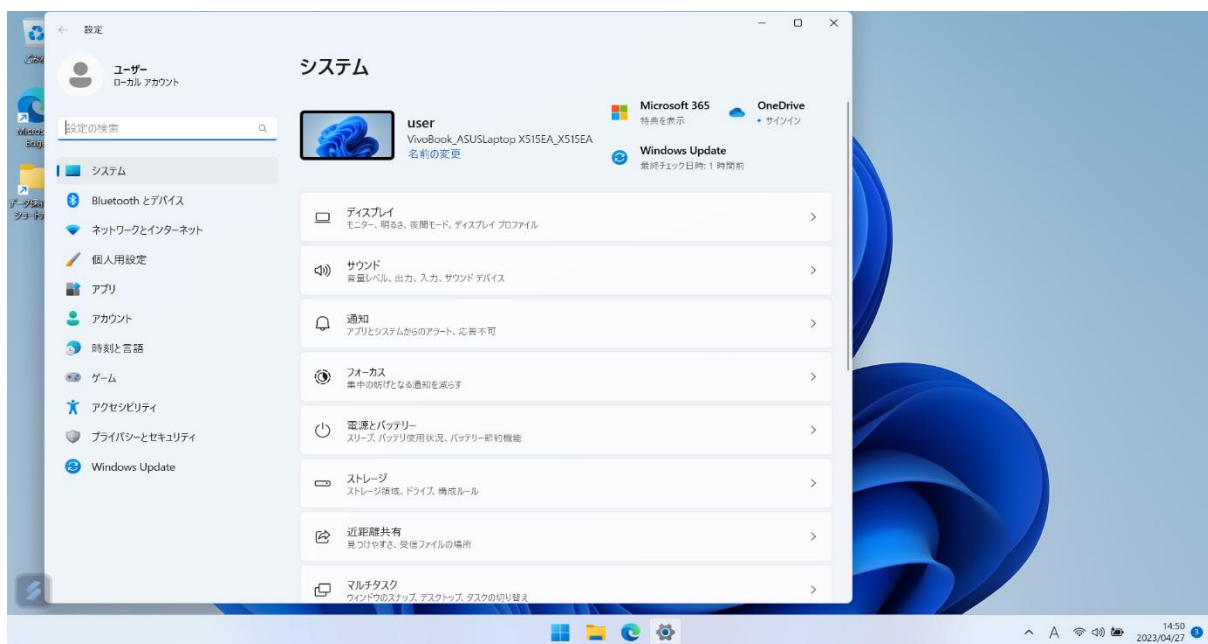 設定
ユーザー
ローカル アカウント
設定の検索
システム
Bluetooth とデバイス
ネットワークとインターネット
個人用設定
アプリ
アカウント
時刻と言語
ゲーム
アクセシビリティ
プライバシーとセキュリティ
Windows Update
システム
user
VivoBook_ASUSLaptop X515EA_X515EA
名前の変更
Microsoft 365
特典を表示
OneDrive
• サインイン
Windows Update
最終チェック日時: 1 時間前
ディスプレイ
モニター、明るさ、夜間モード、ディスプレイ プロファイル
サウンド
音量レベル、出力、入力、サウンド デバイス
通知
アプリとシステムからのアラート、応答不可
フォーカス
集中の妨げとなる通知を減らす
電源とバッテリー
スリープ、バッテリ使用状況、バッテリー節約機能
ストレージ
ストレージ領域、ドライブ、構成ルール
近距離共有
見つけやすさ、受信ファイルの場所
マルチタスク
ウィンドウのスナップ、デスクトップ、タスクの切り替え
A
14:50
2023/04/27